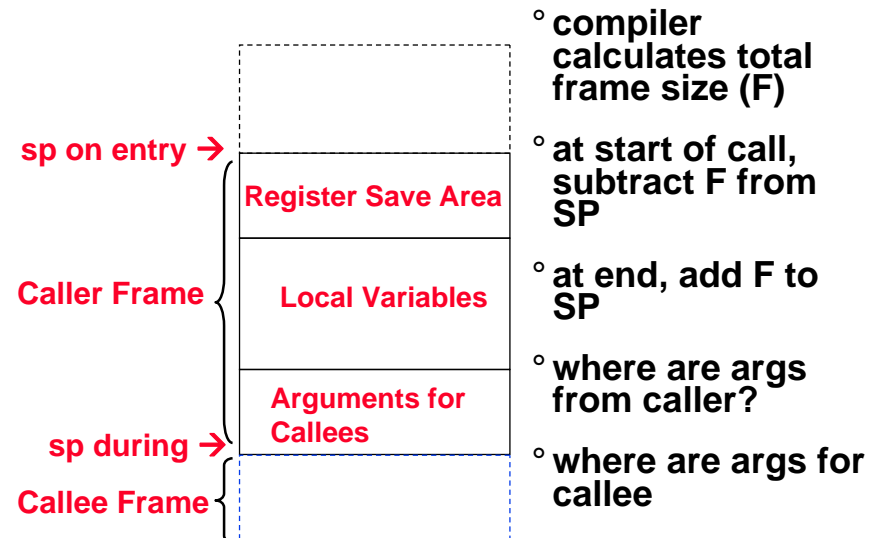 sp on entry →
Register Save Area
Caller Frame
Local Variables
Arguments for
Callees
sp during →
Callee Frame
° compiler
calculates total
frame size (F)
° at start of call,
subtract F from
SP
° at end, add F to
SP
° where are args
from caller?
° where are args for
callee